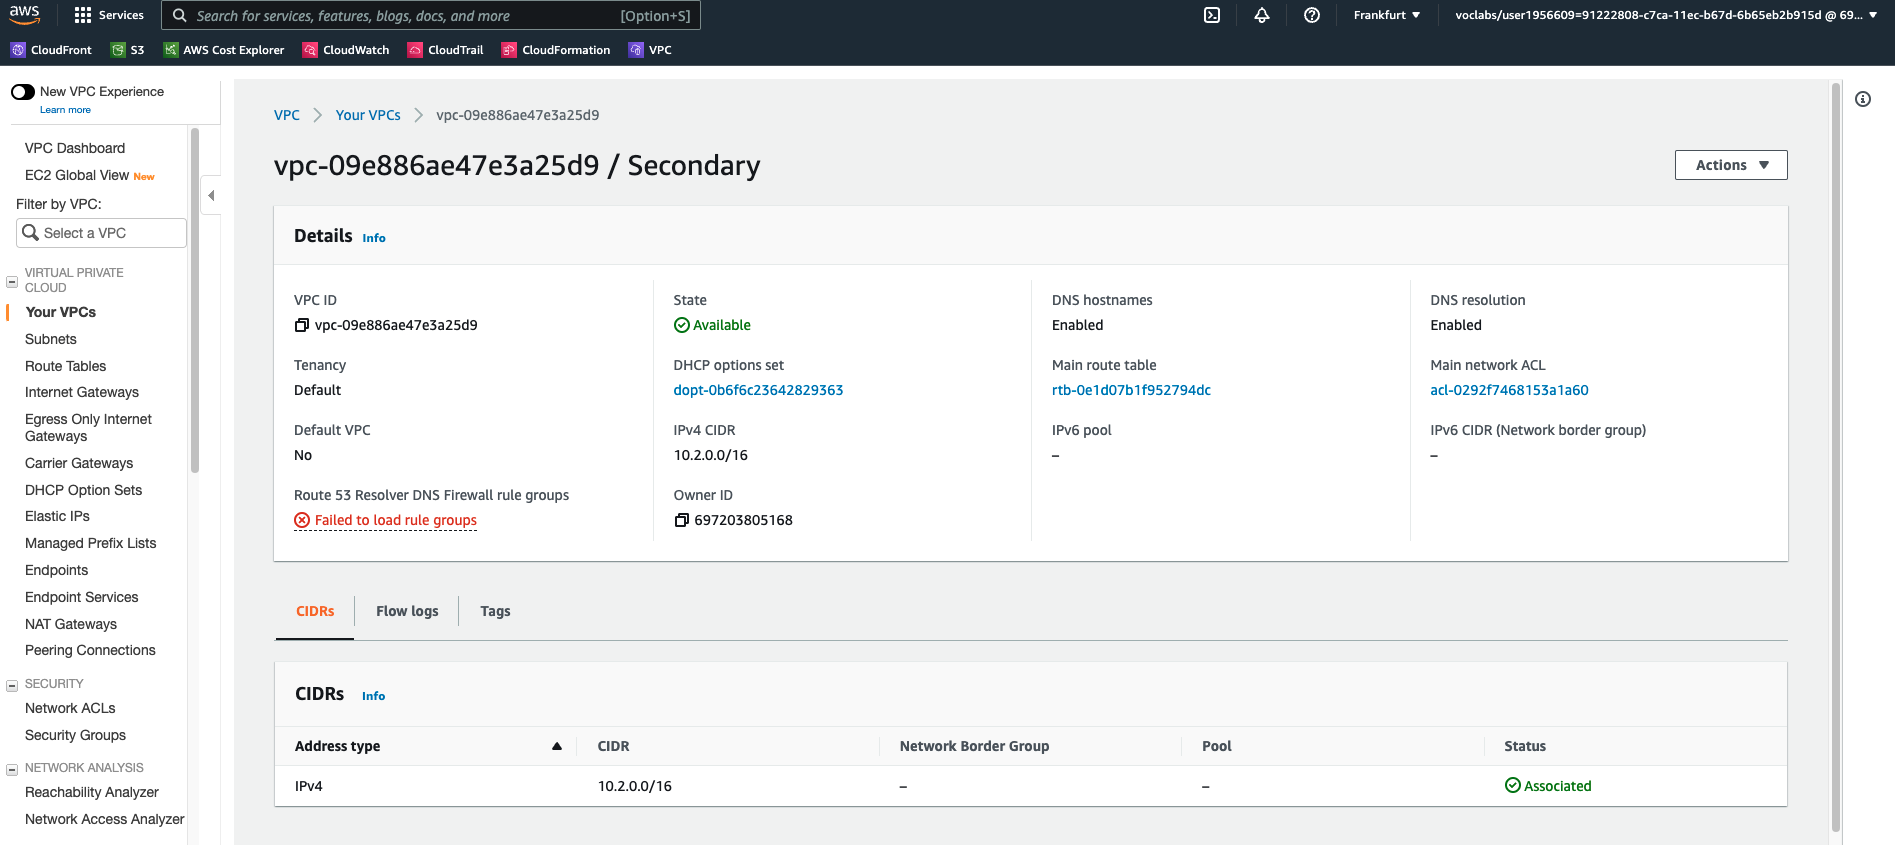 aws
Services
Search for services, features, blogs, docs, and more
[Option+S]
Frankfurt
voclabs/user1956609=91222808-c7ca-11ec-b67d-6b65eb2b915d @ 69...
CloudFront
S3
AWS Cost Explorer
CloudWatch
CloudTrail
CloudFormation
VPC
New VPC Experience
Learn more
VPC Dashboard
EC2 Global View New
Filter by VPC:
Select a VPC
VIRTUAL PRIVATE
CLOUD
Your VPCs
Subnets
Route Tables
Internet Gateways
Egress Only Internet
Gateways
Carrier Gateways
DHCP Option Sets
Elastic IPs
Managed Prefix Lists
Endpoints
Endpoint Services
NAT Gateways
Peering Connections
SECURITY
Network ACLs
Security Groups
NETWORK ANALYSIS
Reachability Analyzer
Network Access Analyzer
VPC
Your VPCs
vpc-09e886ae47e3a25d9
vpc-09e886ae47e3a25d9 / Secondary
Actions
Details Info
VPC ID
vpc-09e886ae47e3a25d9
State
Available
DNS hostnames
Enabled
DNS resolution
Enabled
Tenancy
Default
DHCP options set
dopt-0b6f6c23642829363
Main route table
rtb-0e1d07b1f952794dc
Main network ACL
acl-0292f7468153a1a60
Default VPC
No
IPv4 CIDR
10.2.0.0/16
IPv6 pool
–
IPv6 CIDR (Network border group)
–
Route 53 Resolver DNS Firewall rule groups
Failed to load rule groups
Owner ID
697203805168
CIDRs
Flow logs
Tags
CIDRs Info
Address type
CIDR
Network Border Group
Pool
Status
IPv4
10.2.0.0/16
–
–
Associated